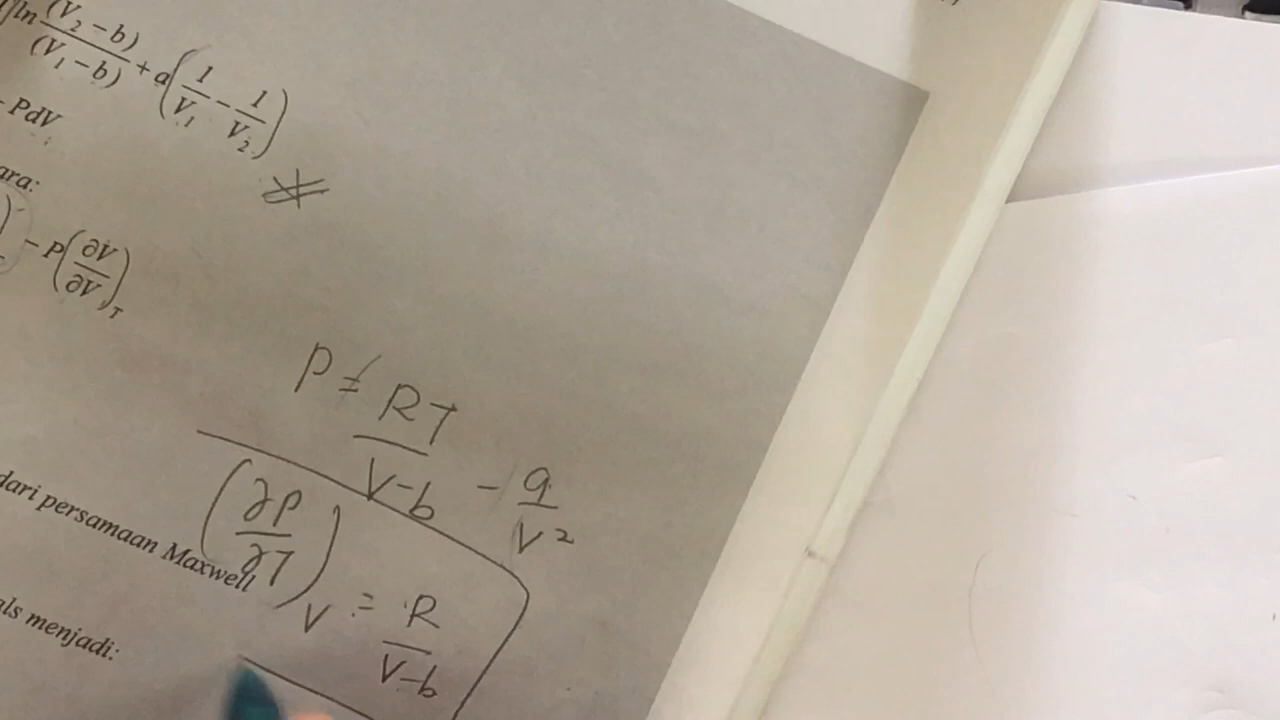 ln (V₂ – b)/(V₁ – b) + a(1/V₁ – 1/V₂)
– PdV
ara:
) – P(∂V/∂V)_T
P = RT/(V-b) - a/V²
dari persamaan Maxwell
(∂P/∂T)_V = R/(V-b)
als menjadi: